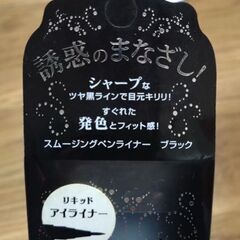 誘惑のまなざし!
シャープな
ツヤ黒ラインで目元キリリ!
すぐれた
発色とフィット感!
スムージングペンライナー ブラック
リキッド
アイライナー